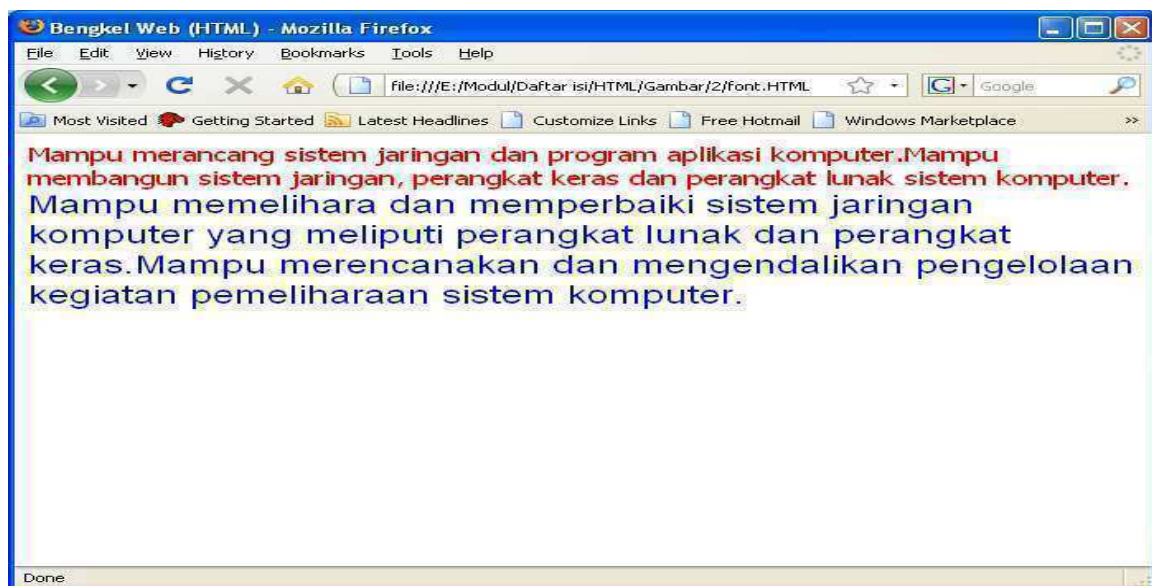 Bengkel Web (HTML) - Mozilla Firefox
File Edit View History Bookmarks Tools Help
file:///E:/Modul/Daftar isi/HTML/Gambar/2/font.HTML G Google
Most Visited Getting Started Latest Headlines Customize Links Free Hotmail Windows Marketplace »
Mampu merancang sistem jaringan dan program aplikasi komputer.Mampu
membangun sistem jaringan, perangkat keras dan perangkat lunak sistem komputer.
Mampu memelihara dan memperbaiki sistem jaringan
komputer yang meliputi perangkat lunak dan perangkat
keras.Mampu merencanakan dan mengendalikan pengelolaan
kegiatan pemeliharaan sistem komputer.
Done